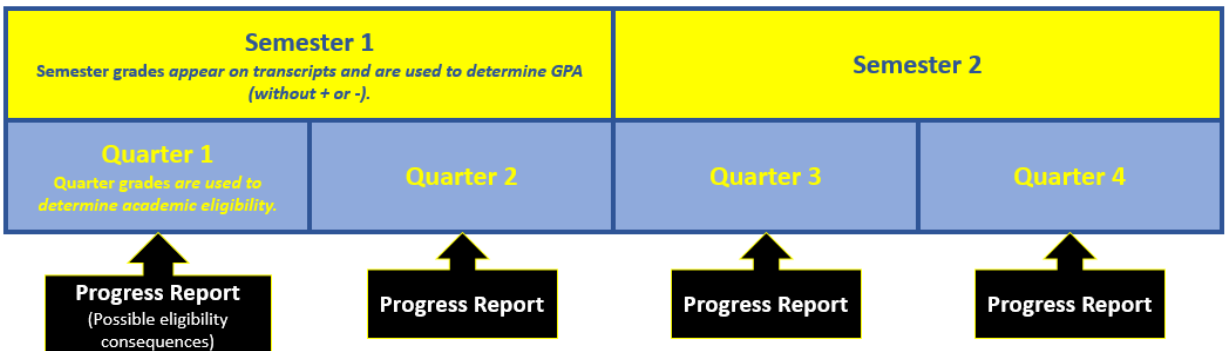 Semester 1
Semester grades appear on transcripts and are used to determine GPA
(without + or -).
Semester 2
Quarter 1
Quarter grades are used to
determine academic eligibility.
Quarter 2
Quarter 3
Quarter 4
Progress Report
(Possible eligibility
consequences)
Progress Report
Progress Report
Progress Report